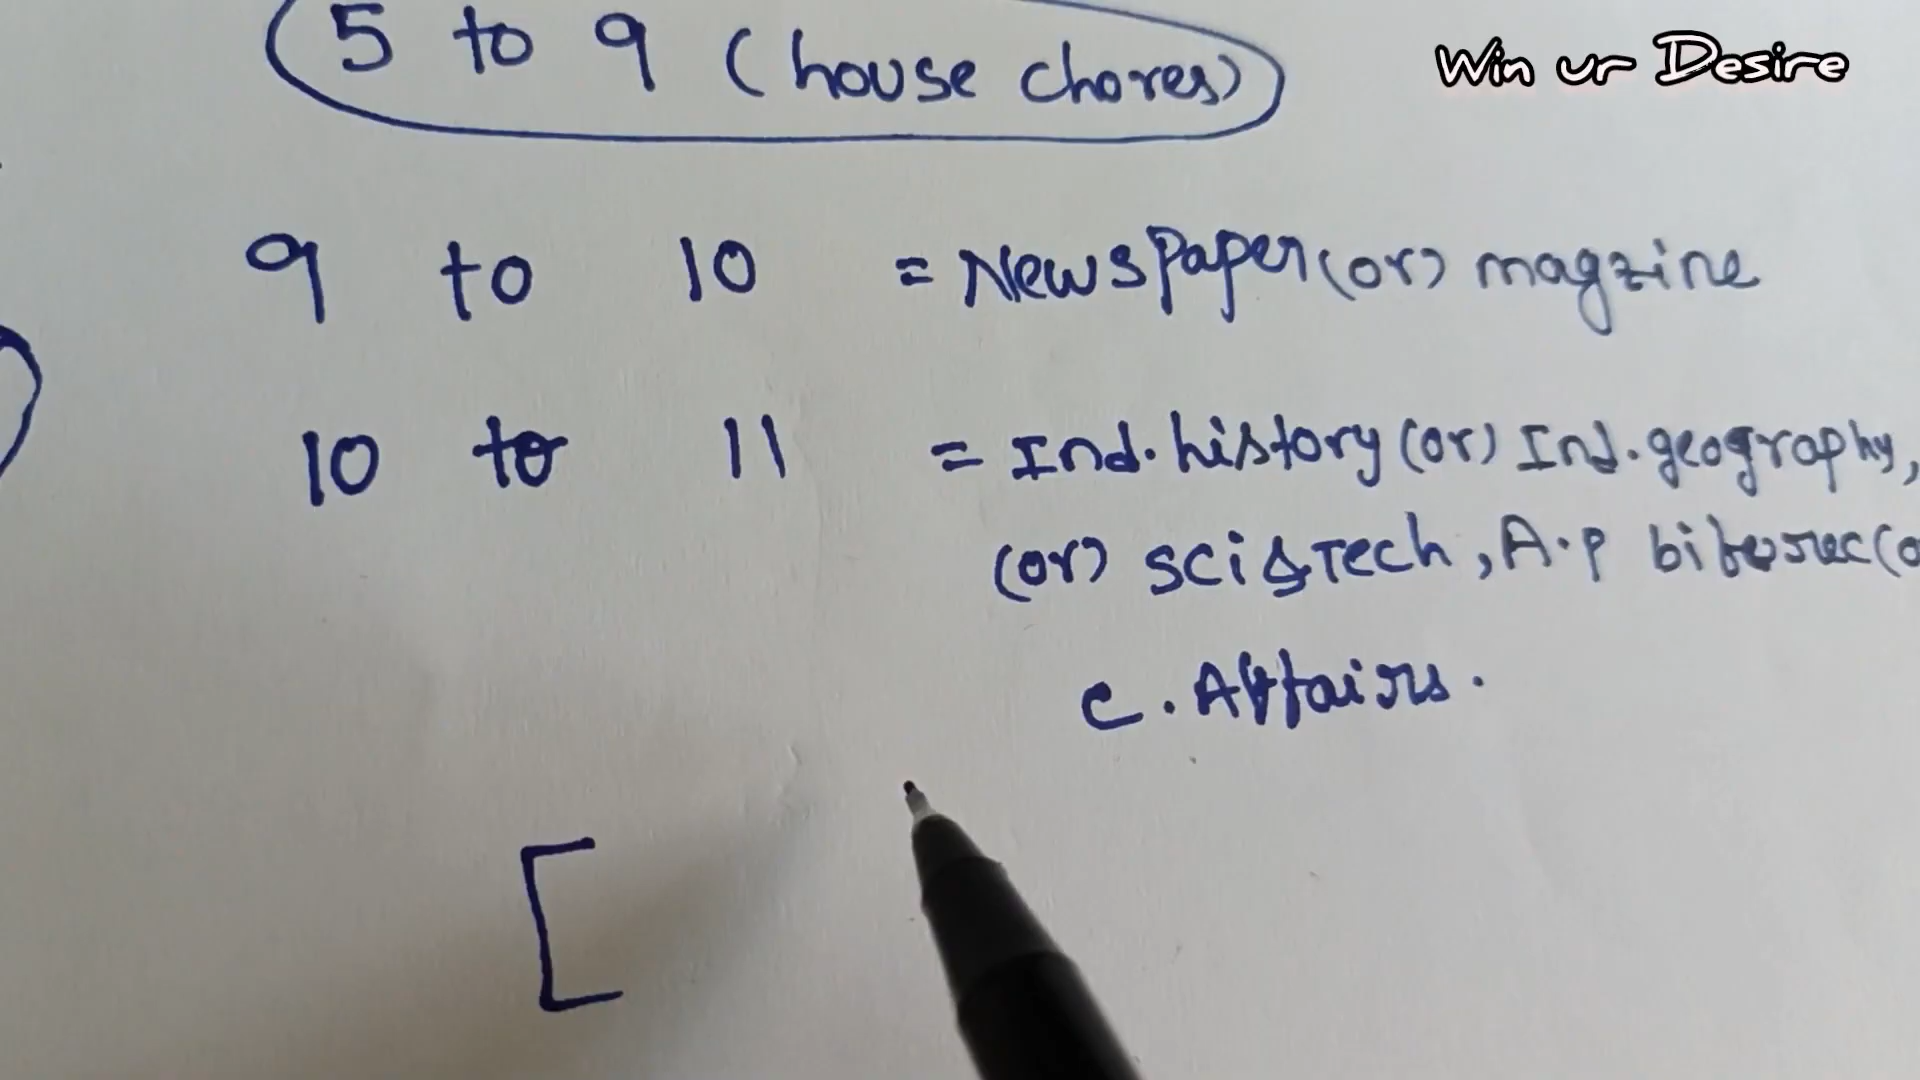 5 to 9 (house chores)
Win ur Desire
9 to 10 = Newspaper (or) magzine
10 to 11 = Ind. history (or) Ind. geography,
(or) sci & Tech, A.p
C. Affairs.